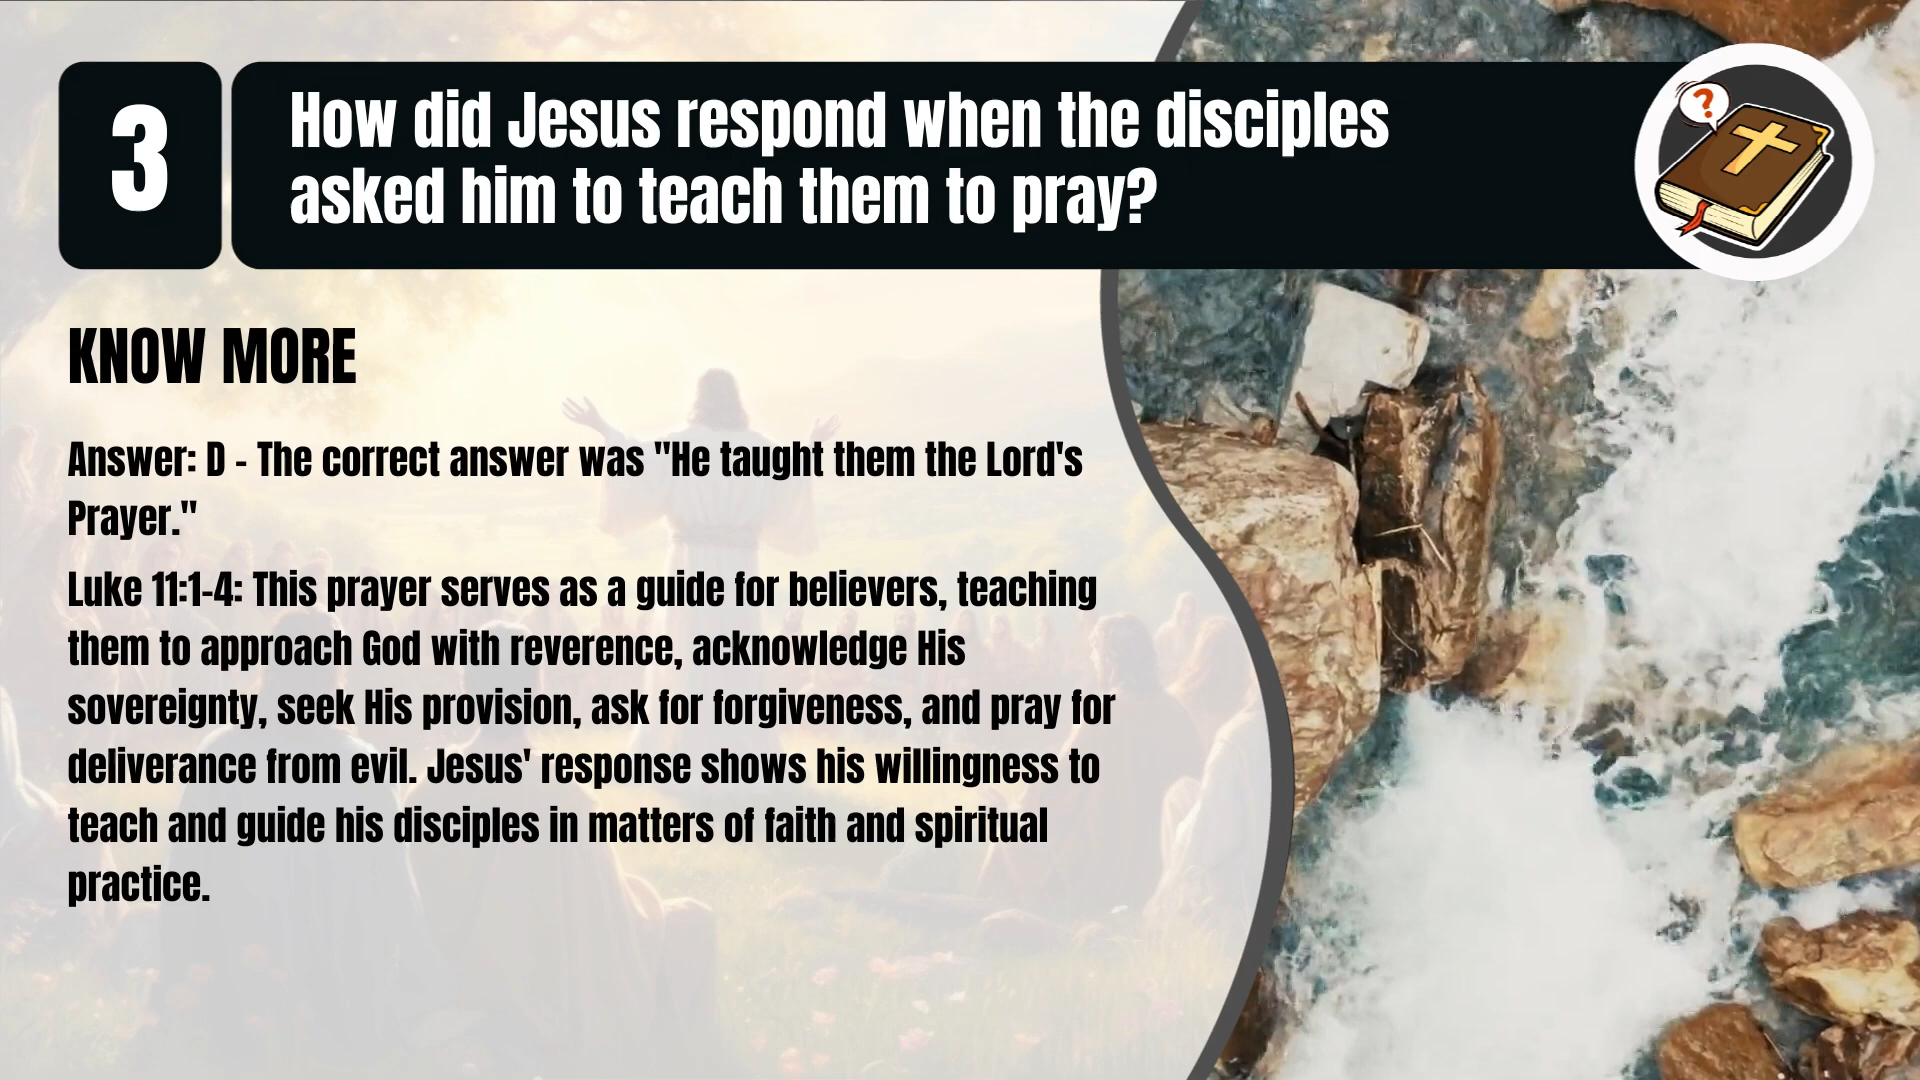 3
How did Jesus respond when the disciples
asked him to teach them to pray?
?
KNOW MORE
Answer: D - The correct answer was "He taught them the Lord's
Prayer."
Luke 11:1-4: This prayer serves as a guide for believers, teaching
them to approach God with reverence, acknowledge His
sovereignty, seek His provision, ask for forgiveness, and pray for
deliverance from evil. Jesus' response shows his willingness to
teach and guide his disciples in matters of faith and spiritual
practice.